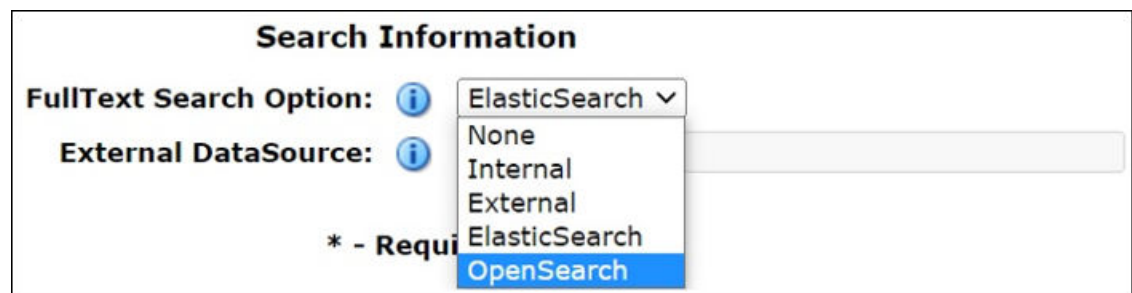 Search Information
FullText Search Option: ElasticSearch
None
External DataSource:
Internal
External
* - Requi ElasticSearch
OpenSearch